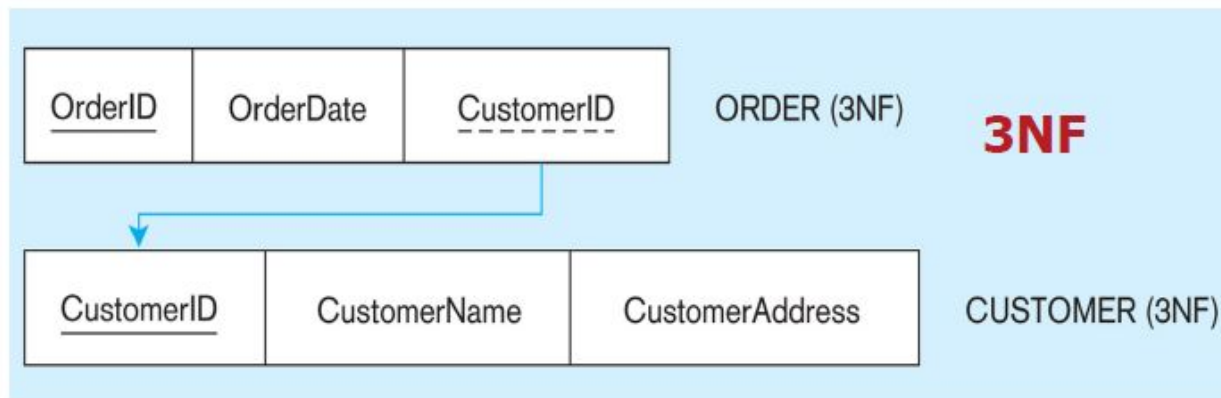 OrderID OrderDate CustomerID ORDER (3NF) 3NF
CustomerID CustomerName CustomerAddress CUSTOMER (3NF)